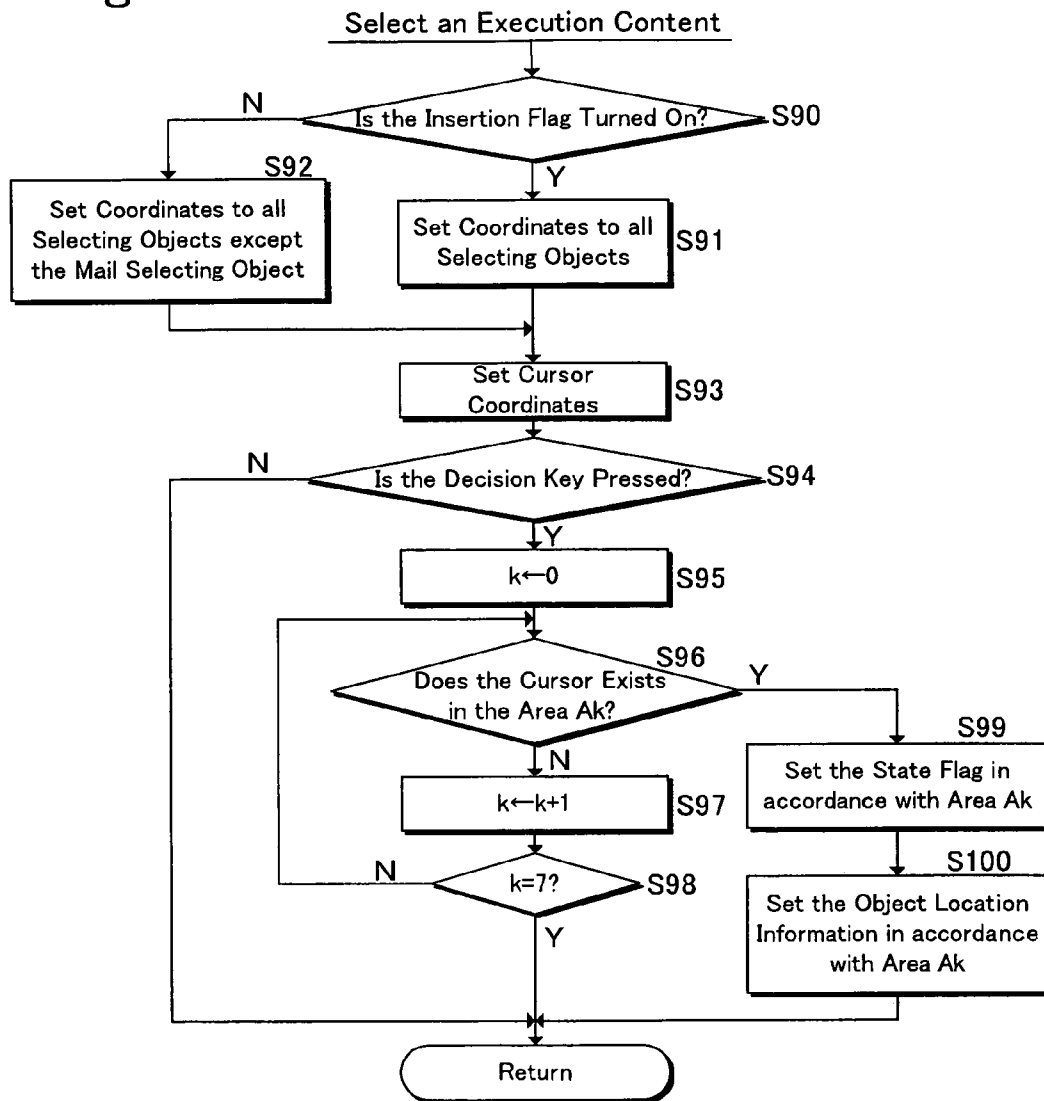 Select an Execution Content
Is the Insertion Flag Turned On?
S90
N
Y
S92
Set Coordinates to all
Selecting Objects except
the Mail Selecting Object
Set Coordinates to all
Selecting Objects
S91
Set Cursor
Coordinates
S93
Is the Decision Key Pressed?
S94
N
Y
k←0
S95
S96
Does the Cursor Exists
in the Area Ak?
Y
N
S99
Set the State Flag in
accordance with Area Ak
k←k+1
S97
k=7?
S98
N
Y
S100
Set the Object Location
Information in accordance
with Area Ak
Return